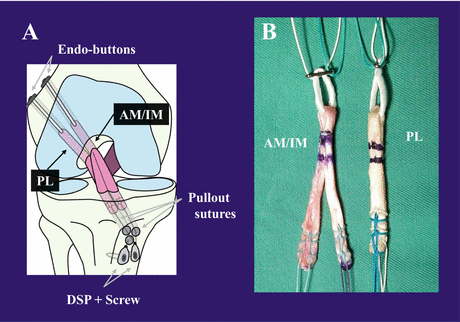 A
B
Endo-buttons
AM/IM
PL
Pullout
sutures
DSP + Screw
AM/IM
PL